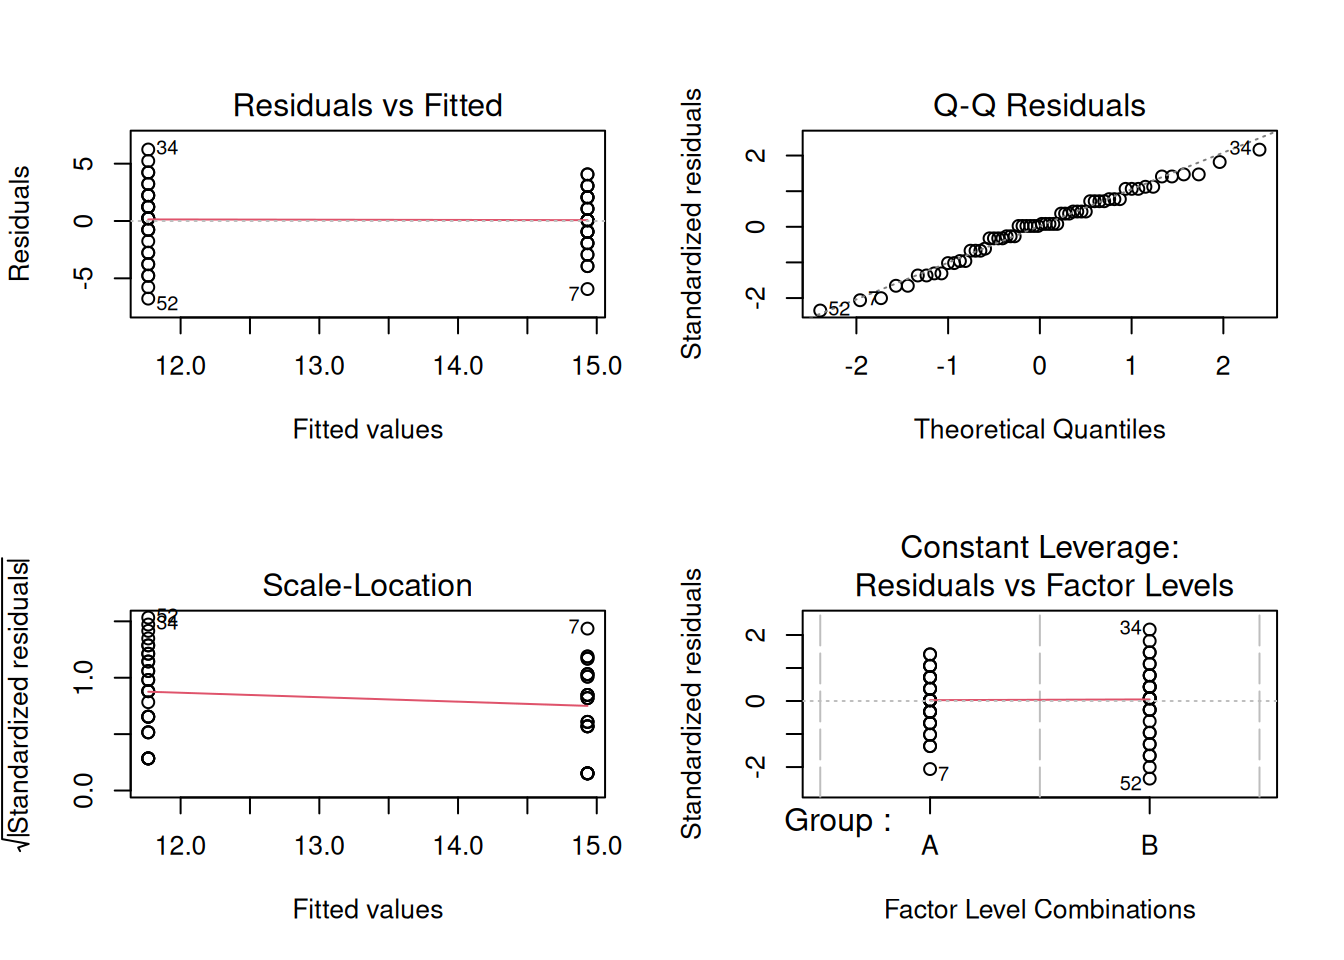 Residuals vs Fitted
Residuals
5
0
-5
34
52
7
12.0 13.0 14.0 15.0
Fitted values
Q-Q Residuals
Standardized residuals
2
0
-2
34
52
7
-2 -1 0 1 2
Theoretical Quantiles
Scale-Location
√|Standardized residuals|
1.0
0.0
52
34
7
12.0 13.0 14.0 15.0
Fitted values
Constant Leverage:
Residuals vs Factor Levels
Standardized residuals
2
0
-2
34
7
52
Group :
A B
Factor Level Combinations